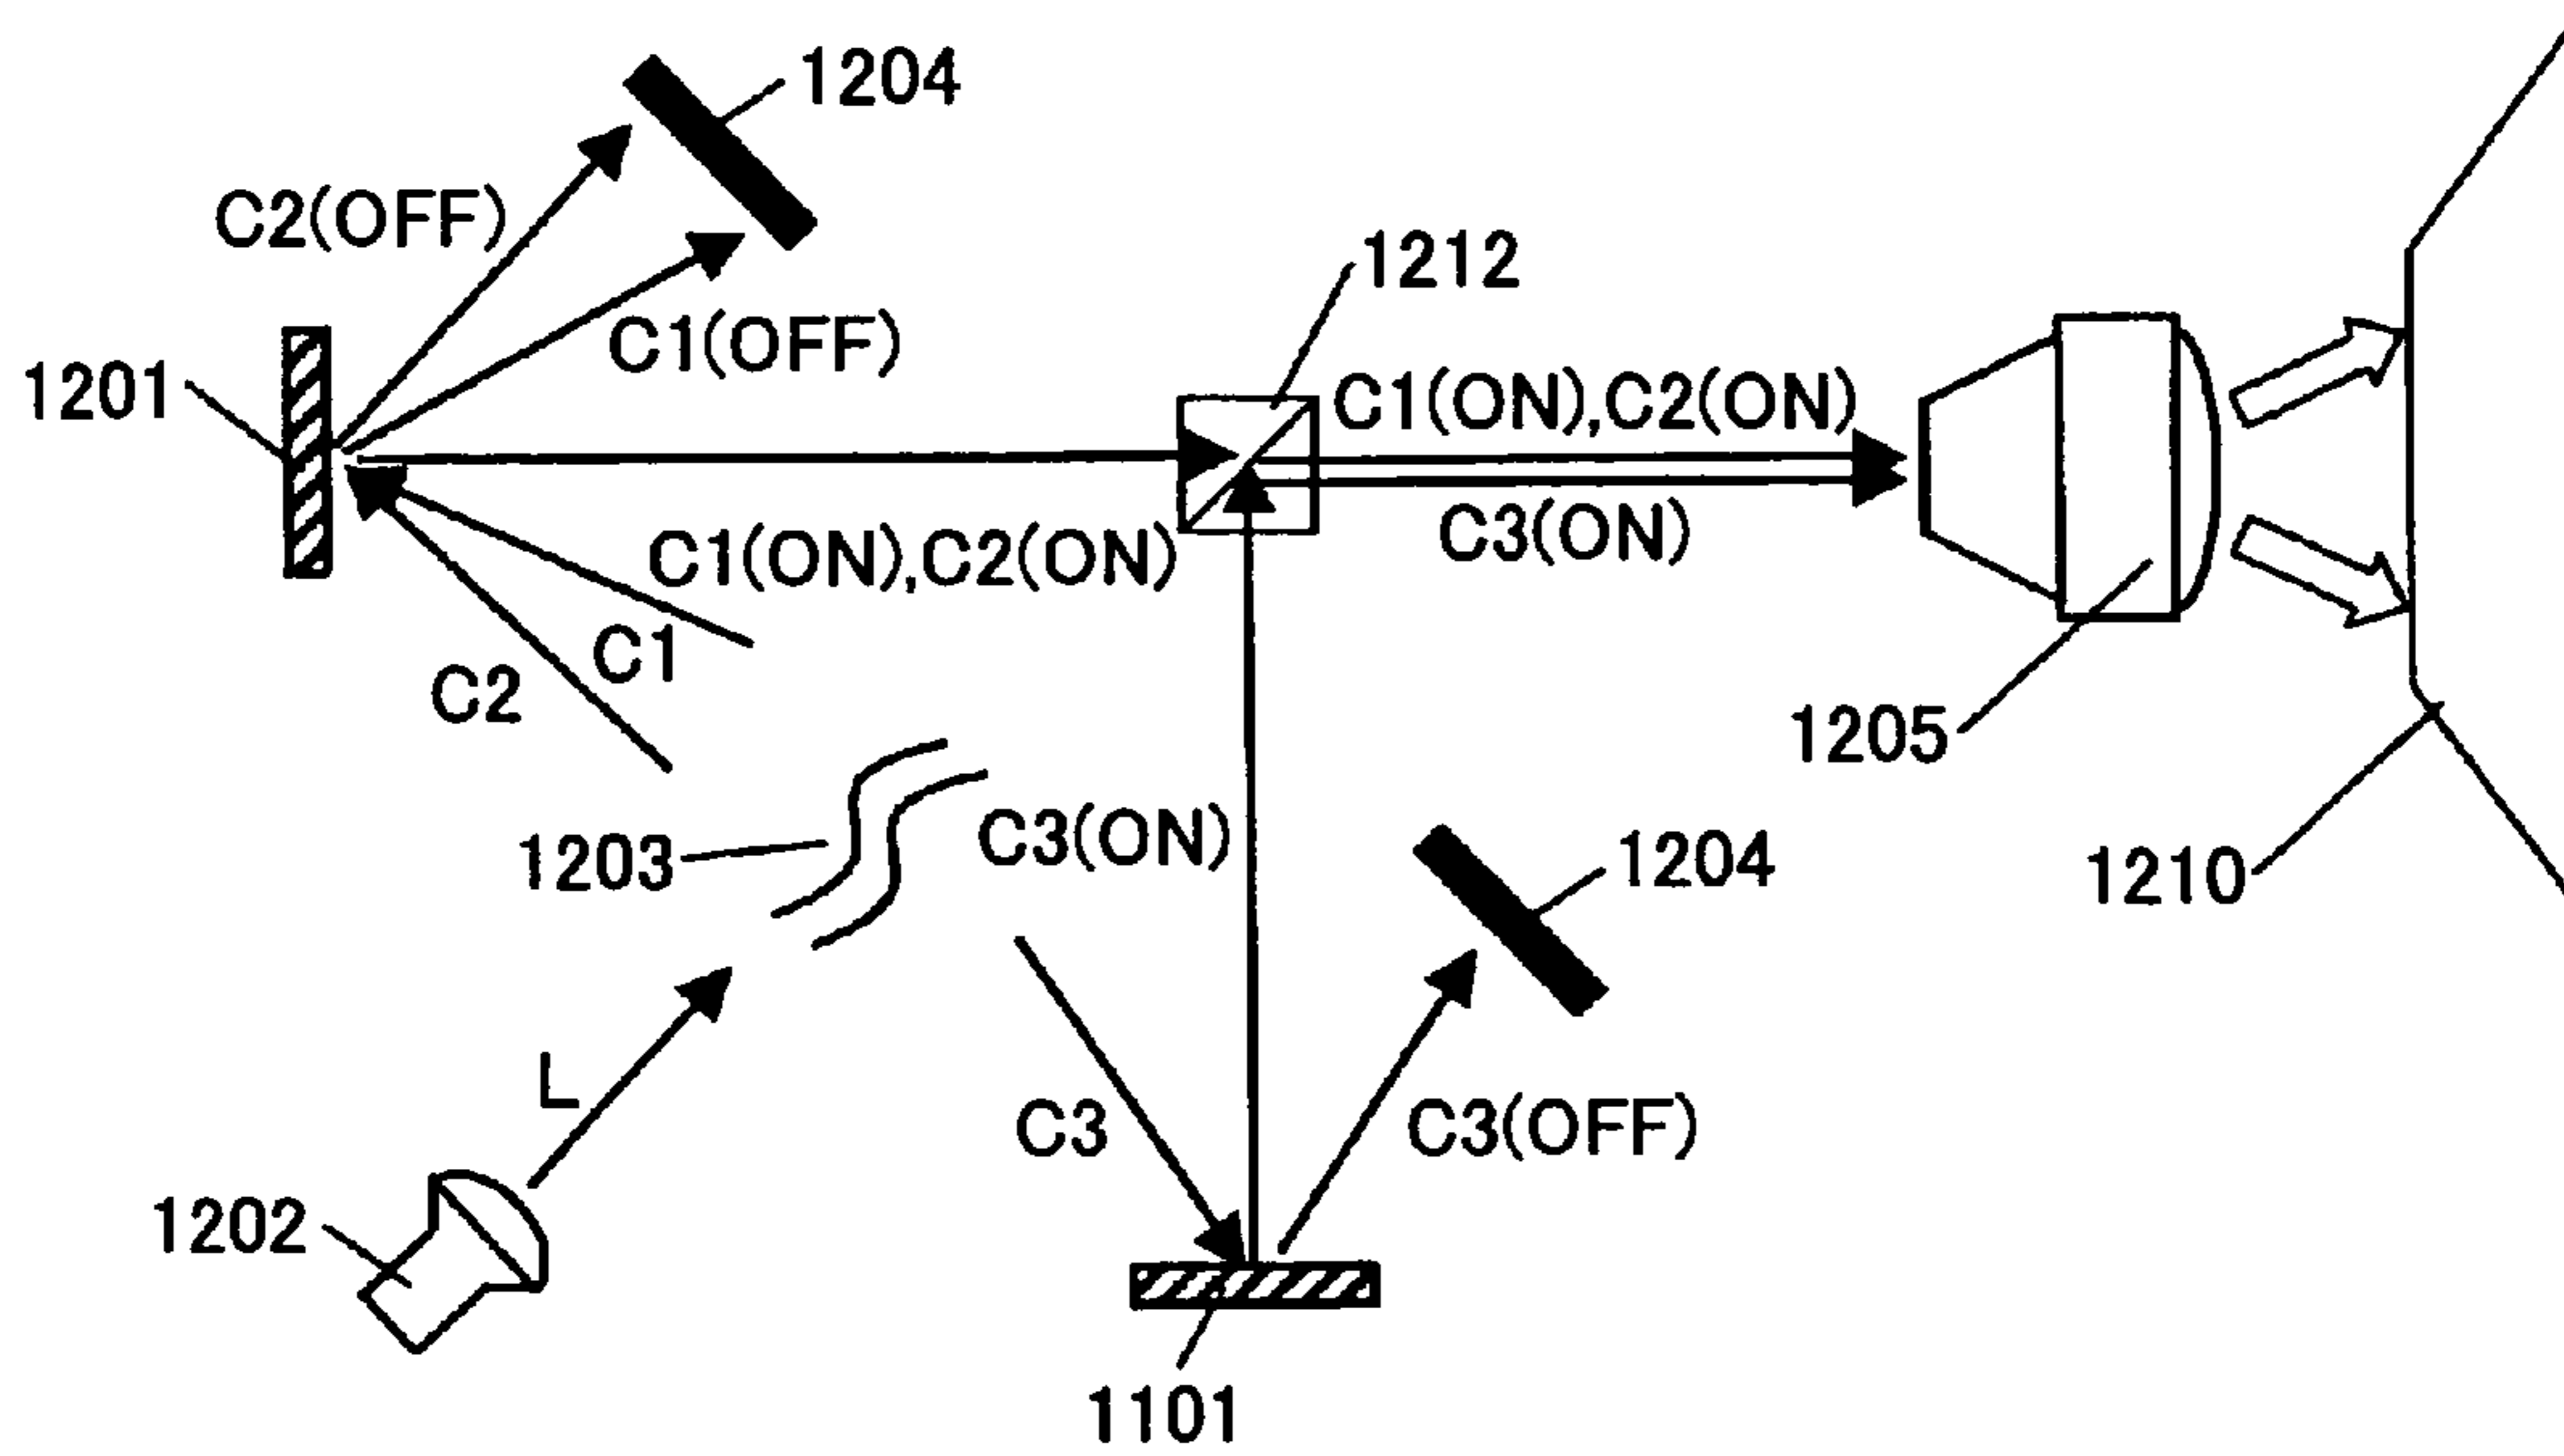 1204
C2(OFF)
1212
C1(OFF)
1201
C1(ON),C2(ON)
C3(ON)
C1(ON),C2(ON)
C1
C2
1205
C3(ON)
1203
1204
1210
L
C3
C3(OFF)
1202
1101